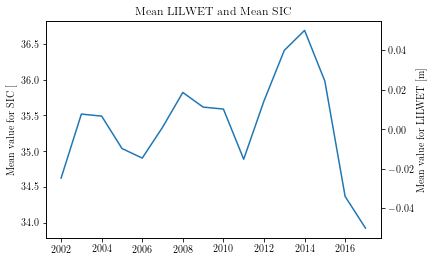 Mean LILWET and Mean SIC
Mean value for SIC [
36.5
36.0
35.5
35.0
34.5
34.0
0.04
0.02
0.00
−0.02
−0.04
Mean value for LILWET [m]
2002 2004 2006 2008 2010 2012 2014 2016